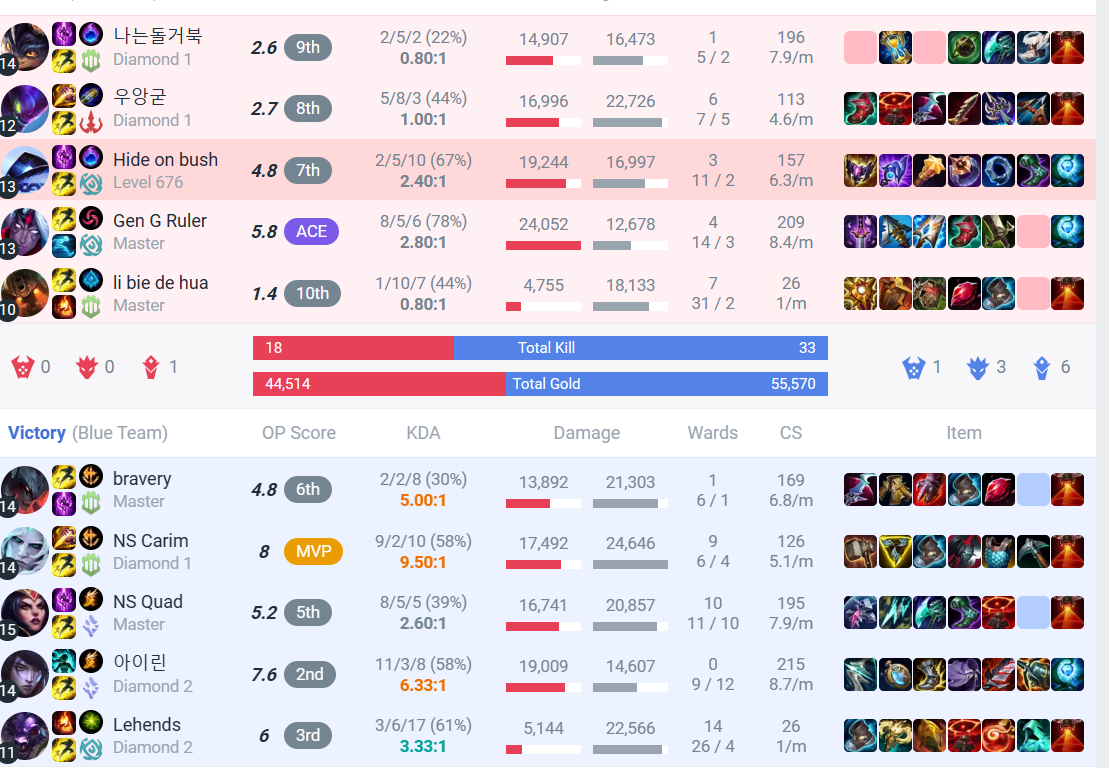 14 나는돌거북 2.6 9th 2/5/2 (22%) 14,907 16,473 1 196
Diamond 1 0.80:1 5 / 2 7.9/m
12 우앙굳 2.7 8th 5/8/3 (44%) 16,996 22,726 6 113
Diamond 1 1.00:1 7 / 5 4.6/m
13 Hide on bush 4.8 7th 2/5/10 (67%) 19,244 16,997 3 157
Level 676 2.40:1 11 / 2 6.3/m
13 Gen G Ruler 5.8 ACE 8/5/6 (78%) 24,052 12,678 4 209
Master 2.80:1 14 / 3 8.4/m
10 li bie de hua 1.4 10th 1/10/7 (44%) 4,755 18,133 7 26
Master 0.80:1 31 / 2 1/m
0 0 1 18 Total Kill 33 1 3 6
44,514 Total Gold 55,570
Victory (Blue Team) OP Score KDA Damage Wards CS Item
14 bravery 4.8 6th 2/2/8 (30%) 13,892 21,303 1 169
Master 5.00:1 6 / 1 6.8/m
14 NS Carim 8 MVP 9/2/10 (58%) 17,492 24,646 9 126
Diamond 1 9.50:1 6 / 4 5.1/m
15 NS Quad 5.2 5th 8/5/5 (39%) 16,741 20,857 10 195
Master 2.60:1 11 / 10 7.9/m
14 아이린 7.6 2nd 11/3/8 (58%) 19,009 14,607 0 215
Diamond 2 6.33:1 9 / 12 8.7/m
11 Lehends 6 3rd 3/6/17 (61%) 5,144 22,566 14 26
Diamond 2 3.33:1 26 / 4 1/m